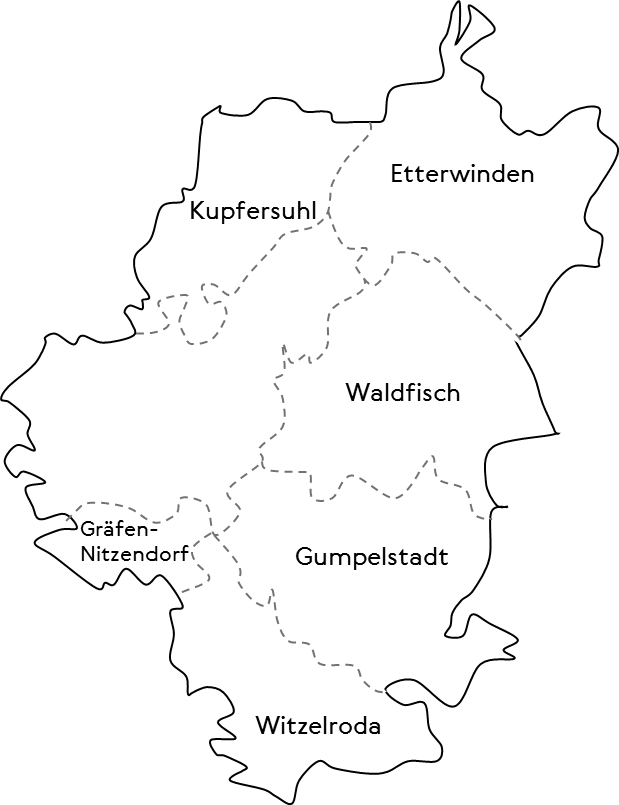 Etterwinden
Kupfersuhl
Waldfisch
Gräfen-
Nitzendorf
Gumpelstadt
Witzelroda